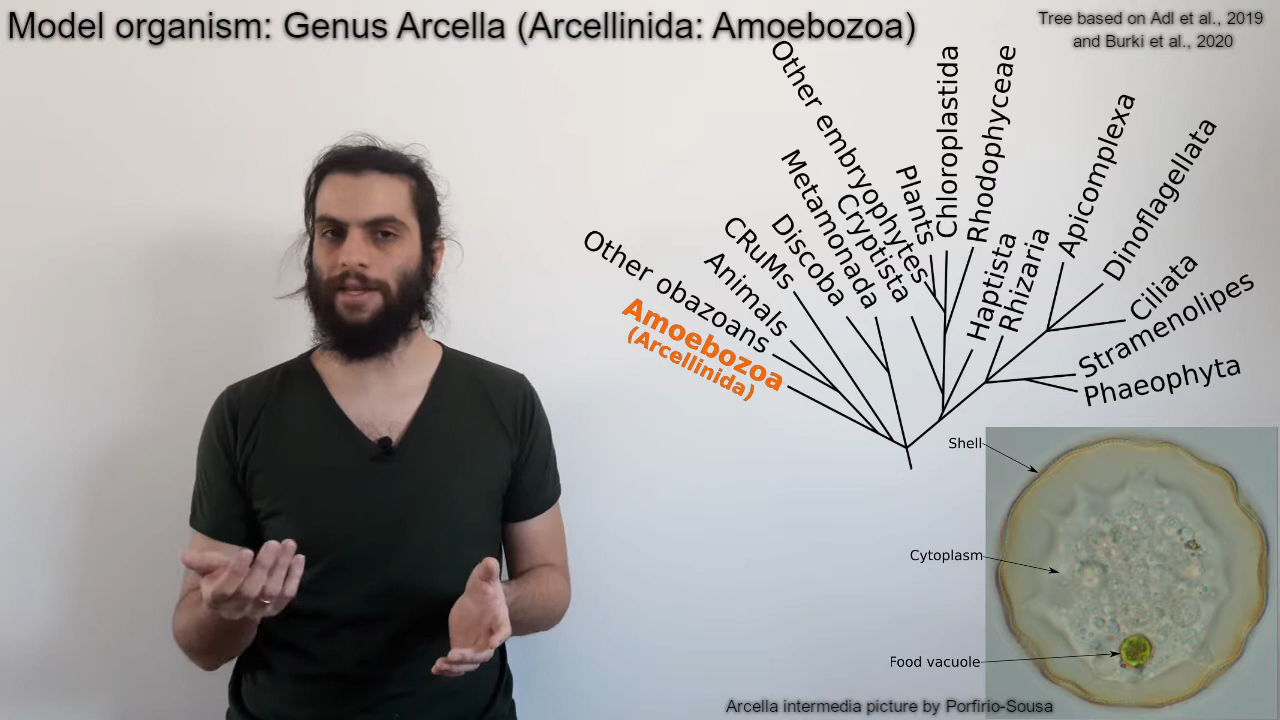 Model organism: Genus Arcella (Arcellinida: Amoebozoa)
Tree based on Adl et al., 2019
and Burki et al., 2020
Other obazoans
Amoebozoa
(Arcellinida)
Animals
CRuMs
Discoba
Metamonada
Cryptista
Other embryophytes
Plants
Chloroplastida
Rhodophyceae
Haptista
Rhizaria
Apicomplexa
Dinoflagellata
Ciliata
Stramenolipes
Phaeophyta
Shell
Cytoplasm
Food vacuole
Arcella intermedia picture by Porfirio-Sousa